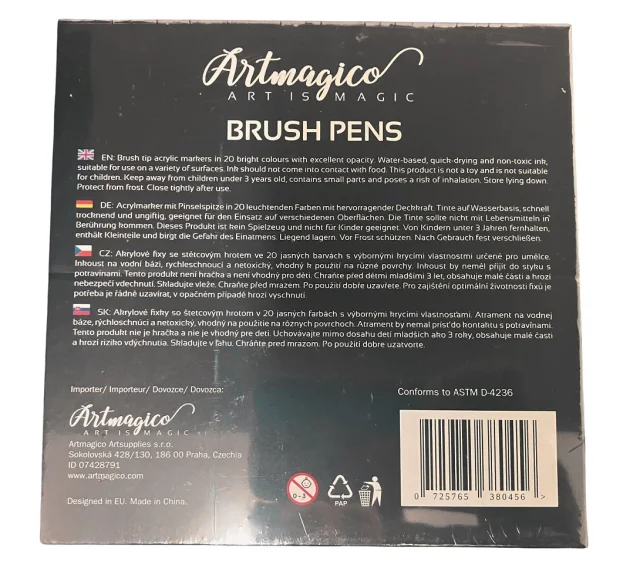 Artmagico
ART IS MAGIC
BRUSH PENS
EN: Brush tip acrylic markers in 20 bright colours with excellent opacity. Water-based, quick-drying and non-toxic ink,
suitable for use on a variety of surfaces. Ink should not come into contact with food. This product is not a toy and is not suitable
for children. Keep away from children under 3 years old, contains small parts and poses a risk of inhalation. Store lying down.
Protect from frost. Close tightly after use.
DE: Acrylmarker mit Pinselspitze in 20 leuchtenden Farben mit hervorragender Deckkraft. Tinte auf Wasserbasis, schnell
trocknend und ungiftig, geeignet für den Einsatz auf verschiedenen Oberflächen. Die Tinte sollte nicht mit Lebensmitteln in
Berührung kommen. Dieses Produkt ist kein Spielzeug und nicht für Kinder geeignet. Von Kindern unter 3 Jahren fernhalten,
enthält Kleinteile und birgt die Gefahr des Einatmens. Liegend lagern. Vor Frost schützen. Nach Gebrauch fest verschließen.
CZ: Akrylové fixy se štětcovým hrotem ve 20 jasných barvách s výbornými krycími vlastnostmi určené pro umělce.
Inkoust na vodní bázi, rychleschnoucí a netoxický, vhodný k použití na různé povrchy. Inkoust by neměl přijít do styku s
potravinami. Tento produkt není hračka a není vhodný pro děti. Chraňte před dětmi mladšími 3 let, obsahuje malé části a hrozí
nebezpečí vdechnutí. Skladujte vleže. Chraňte před mrazem. Po použití dobře uzavřete. Pro zajištění optimální životnosti fixů je
potřeba je řádně uzavírat, v opačném případě hrozí vyschnutí.
SK: Akrylové fixky so štetcovým hrotom v 20 jasných farbách s výbornými krycími vlastnosťami. Atrament na vodnej
báze, rýchloschnúci a netoxický, vhodný na použitie na rôznych povrchoch. Atrament by nemal prísť do kontaktu s potravinami.
Tento produkt nie je hračka a nie je vhodný pre deti. Uchovávajte mimo dosahu detí mladších ako 3 roky, obsahuje malé časti
a hrozí riziko vdýchnutia. Skladujte v ľahu. Chráňte pred mrazom. Po použití dobre uzatvorte.
Importer/ Importeur/ Dovozce/ Dovozca:
Conforms to ASTM D-4236
Artmagico
ART IS MAGIC
Artmagico Artsupplies s.r.o.
Sokolovská 428/130, 186 00 Praha, Czechia
ID 07428791
www.artmagico.com
0-3
PAP
0 725765 380456 >
Designed in EU. Made in China.